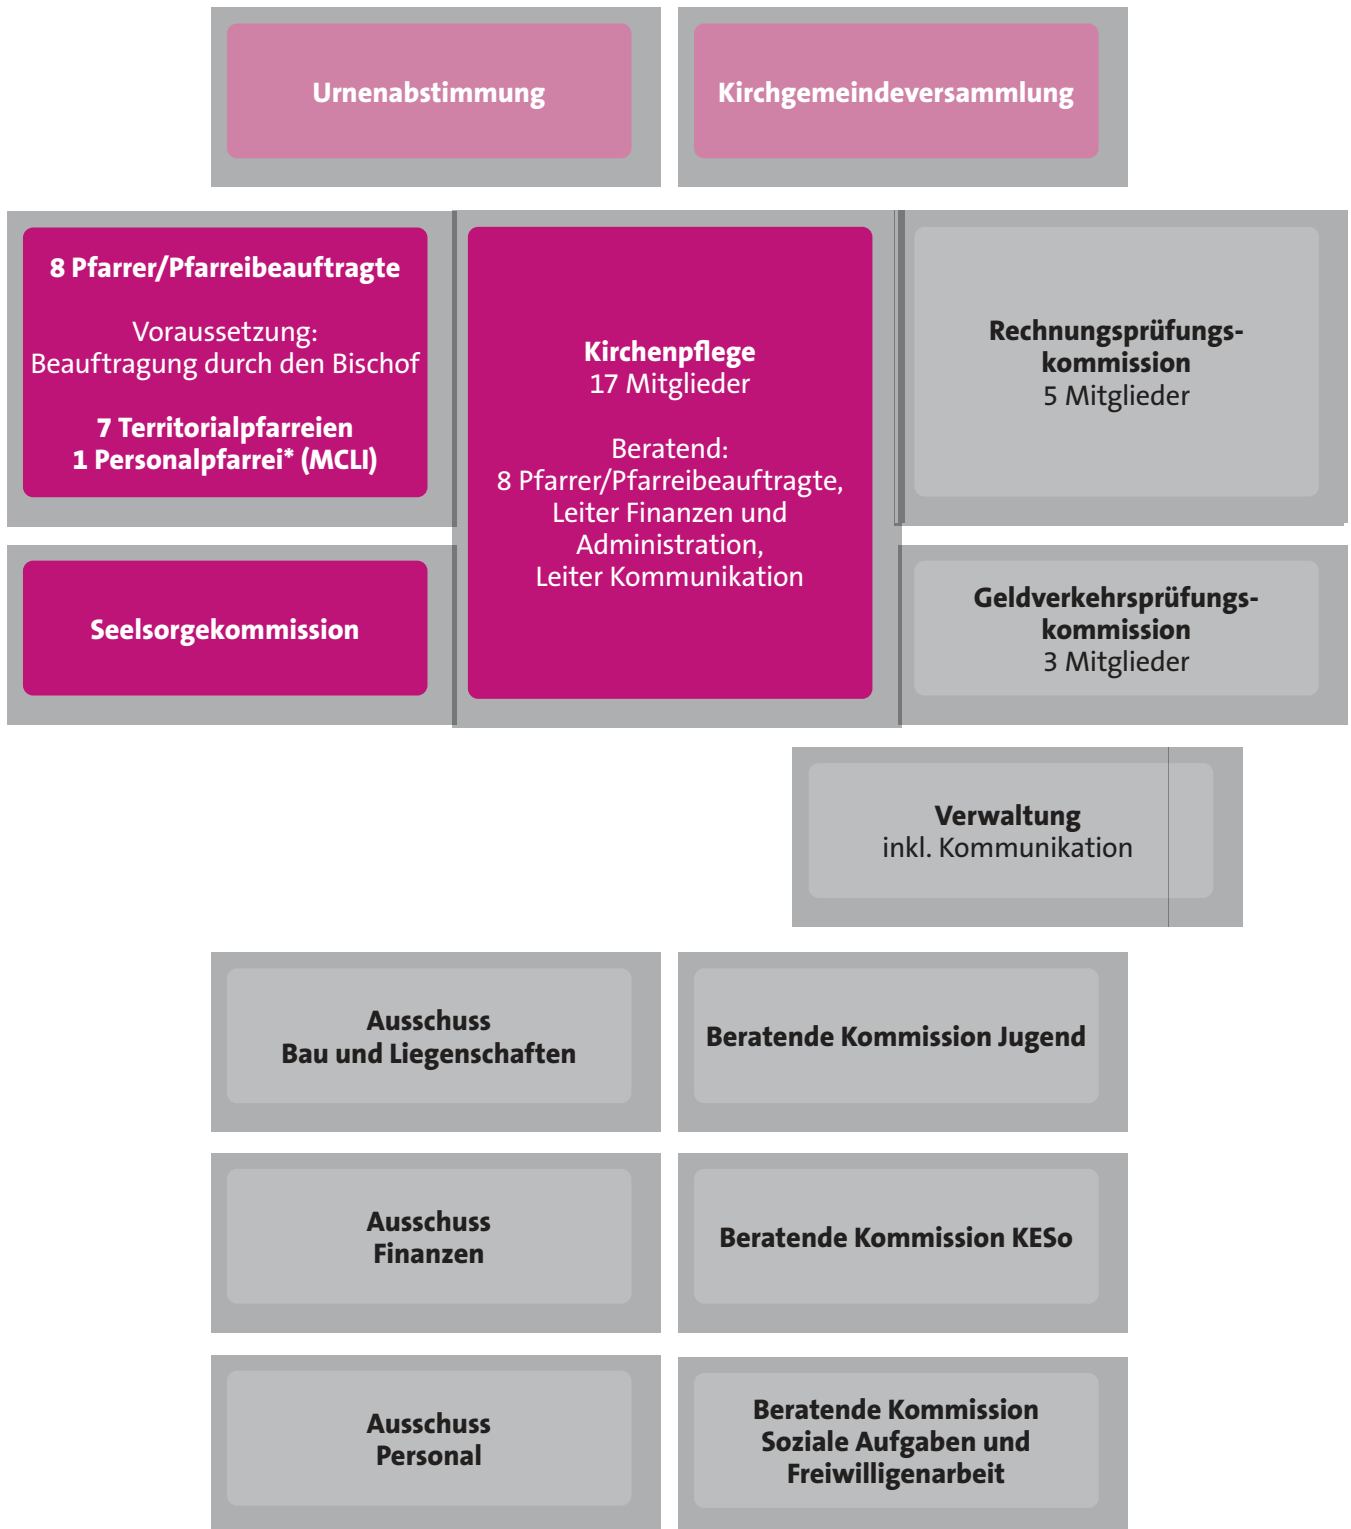 Urnenabstimmung
Kirchgemeindeversammlung
8 Pfarrer/Pfarreibeauftragte
Voraussetzung:
Beauftragung durch den Bischof
7 Territorialpfarreien
1 Personalpfarrei* (MCLI)
Kirchenpflege
17 Mitglieder
Beratend:
8 Pfarrer/Pfarreibeauftragte,
Leiter Finanzen und
Administration,
Leiter Kommunikation
Rechnungsprüfungs-
kommission
5 Mitglieder
Seelsorgekommission
Geldverkehrsprüfungs-
kommission
3 Mitglieder
Verwaltung
inkl. Kommunikation
Ausschuss
Bau und Liegenschaften
Beratende Kommission Jugend
Ausschuss
Finanzen
Beratende Kommission KESo
Ausschuss
Personal
Beratende Kommission
Soziale Aufgaben und
Freiwilligenarbeit